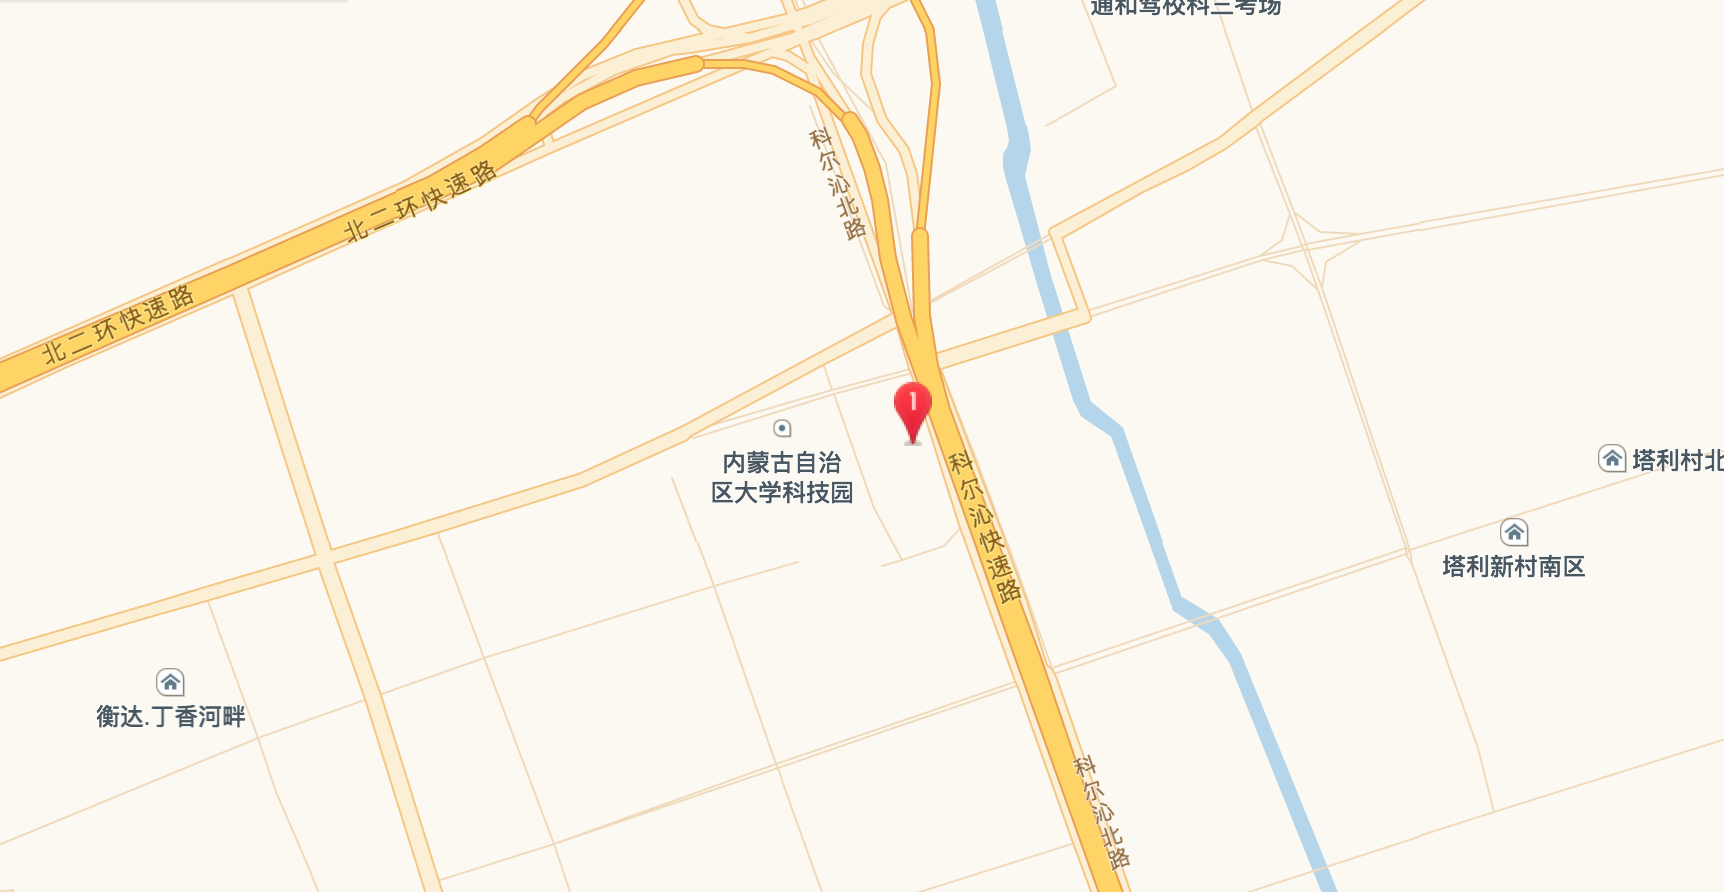 通和驾校科三考场
科尔沁北路
北二环快速路
北二环快速路
1
内蒙古自治
区大学科技园
科尔沁快速路
塔利村北
塔利新村南区
衡达.丁香河畔
科尔沁北路